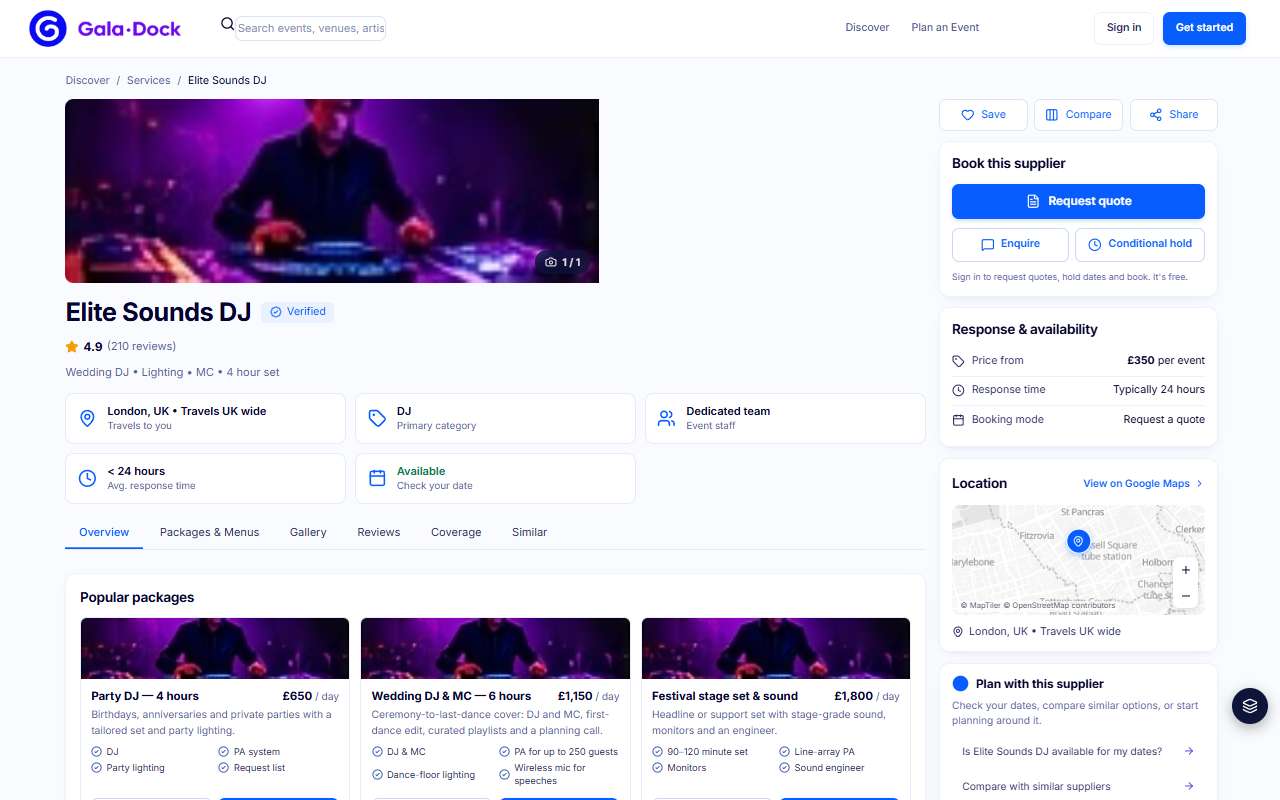 Gala·Dock
Search events, venues, artis
Discover
Plan an Event
Sign in
Get started
Discover / Services / Elite Sounds DJ
1 / 1
Elite Sounds DJ
Verified
4.9 (210 reviews)
Wedding DJ • Lighting • MC • 4 hour set
London, UK • Travels UK wide
Travels to you
DJ
Primary category
Dedicated team
Event staff
< 24 hours
Avg. response time
Available
Check your date
Overview
Packages & Menus
Gallery
Reviews
Coverage
Similar
Popular packages
Party DJ — 4 hours
£650 / day
Birthdays, anniversaries and private parties with a
tailored set and party lighting.
DJ
PA system
Party lighting
Request list
Wedding DJ & MC — 6 hours
£1,150 / day
Ceremony-to-last-dance cover: DJ and MC, first-
dance edit, curated playlists and a planning call.
DJ & MC
PA for up to 250 guests
Dance-floor lighting
Wireless mic for
speeches
Festival stage set & sound
£1,800 / day
Headline or support set with stage-grade sound,
monitors and an engineer.
90–120 minute set
Line-array PA
Monitors
Sound engineer
Save
Compare
Share
Book this supplier
Request quote
Enquire
Conditional hold
Sign in to request quotes, hold dates and book. It's free.
Response & availability
Price from
£350 per event
Response time
Typically 24 hours
Booking mode
Request a quote
Location
View on Google Maps
St Pancras
Clerker
Fitzrovia
ssell Square
tube station
arylebone
Holborn
Chancer
tube st
+
−
© MapTiler © OpenStreetMap contributors
London, UK • Travels UK wide
Plan with this supplier
Check your dates, compare similar options, or start
planning around it.
Is Elite Sounds DJ available for my dates?
Compare with similar suppliers